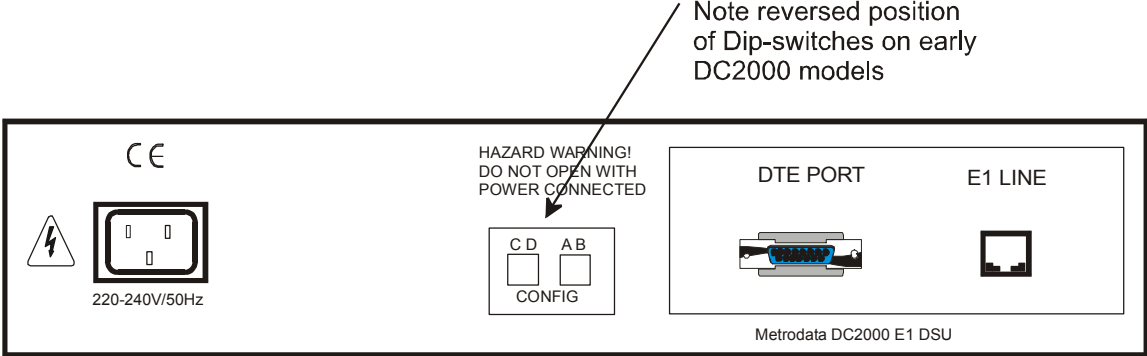 Note reversed position
of Dip-switches on early
DC2000 models
CE
HAZARD WARNING!
DO NOT OPEN WITH
POWER CONNECTED
DTE PORT
E1 LINE
C D A B
CONFIG
220-240V/50Hz
Metrodata DC2000 E1 DSU